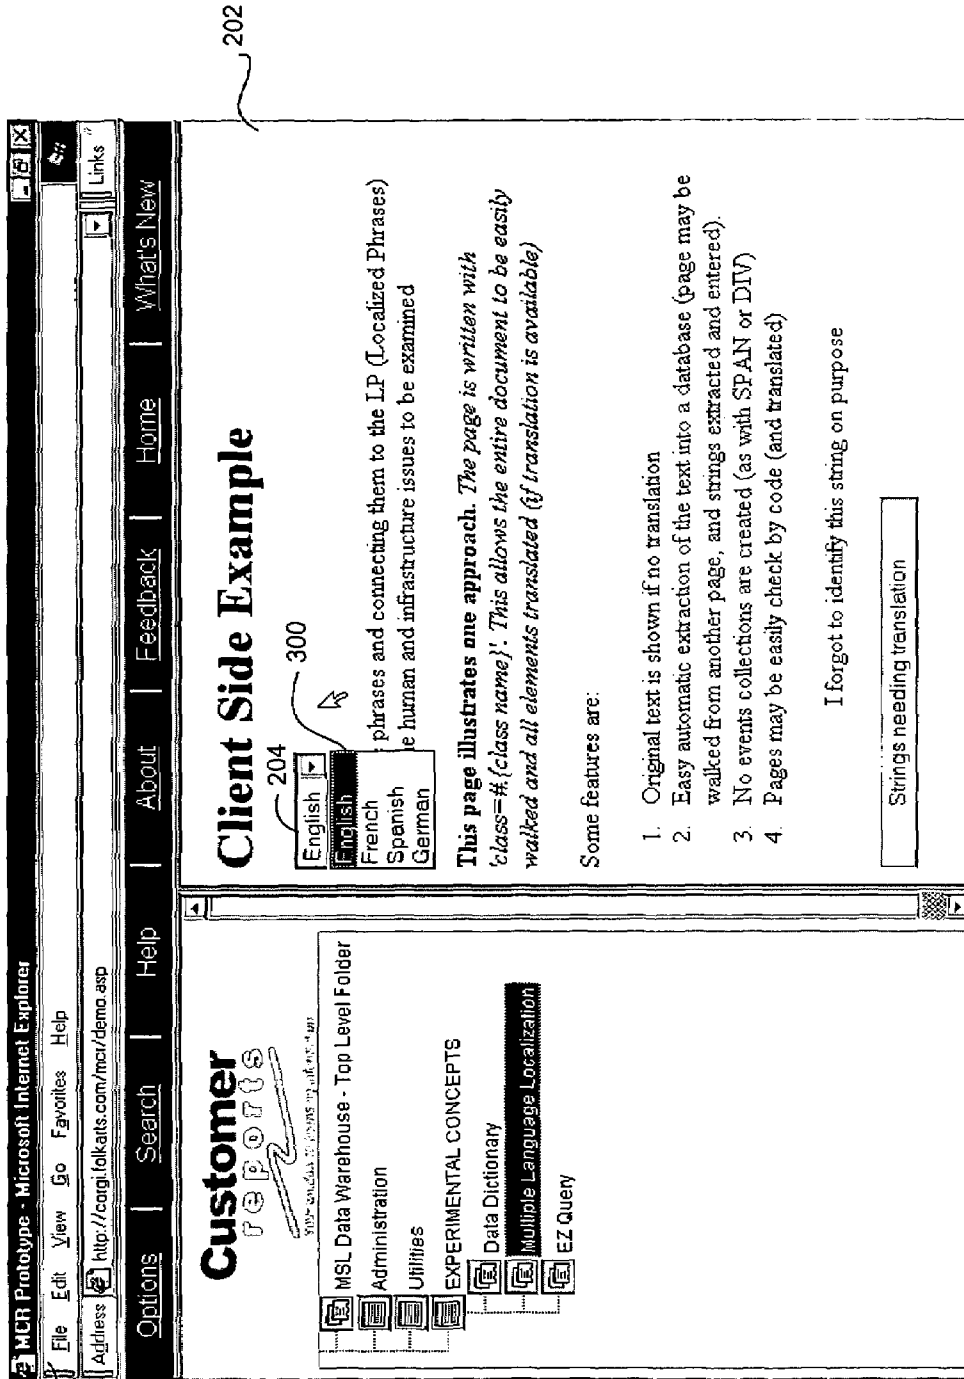 MCR Prototype - Microsoft Internet Explorer
File Edit View Go Favorites Help
Address http://corgi.folkarts.com/mcr/demo.asp Links »
Options | Search | Help | About | Feedback | Home | What's New
Customer
reports
MSL Data Warehouse - Top Level Folder
Administration
Utilities
EXPERIMENTAL CONCEPTS
Data Dictionary
Multiple Language Localization
EZ Query
202
Client Side Example
204
300
English
English
French
Spanish
German
phrases and connecting them to the LP (Localized Phrases)
e human and infrastructure issues to be examined
This page illustrates one approach. The page is written with
'class=#{class name}'. This allows the entire document to be easily
walked and all elements translated (if translation is available)
Some features are:
1. Original text is shown if no translation
2. Easy automatic extraction of the text into a database (page may be
walked from another page, and strings extracted and entered).
3. No events collections are created (as with SPAN or DIV)
4. Pages may be easily check by code (and translated)
I forgot to identify this string on purpose
Strings needing translation